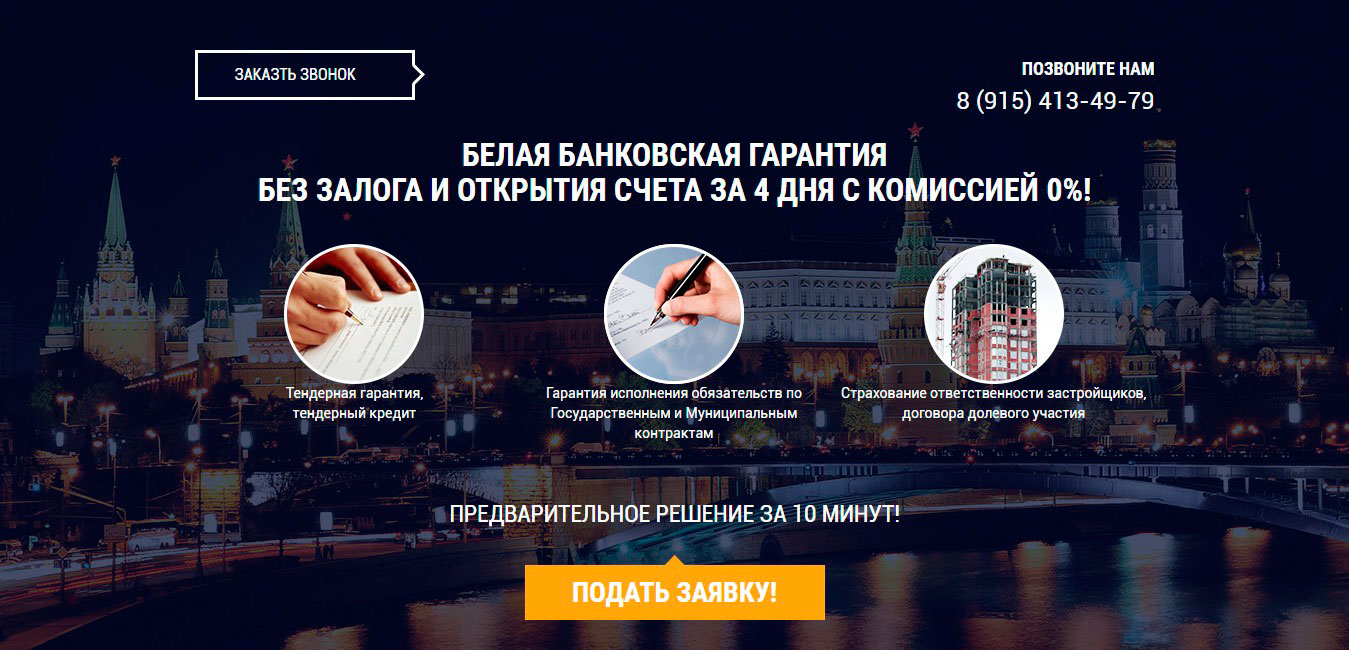 ЗАКАЗТЬ ЗВОНОК
ПОЗВОНИТЕ НАМ
8 (915) 413-49-79
БЕЛАЯ БАНКОВСКАЯ ГАРАНТИЯ
БЕЗ ЗАЛОГА И ОТКРЫТИЯ СЧЕТА ЗА 4 ДНЯ С КОМИССИЕЙ 0%!
Тендерная гарантия,
тендерный кредит
Гарантия исполнения обязательств по
Государственным и Муниципальным
контрактам
Страхование ответственности застройщиков,
договора долевого участия
ПРЕДВАРИТЕЛЬНОЕ РЕШЕНИЕ ЗА 10 МИНУТ!
ПОДАТЬ ЗАЯВКУ!